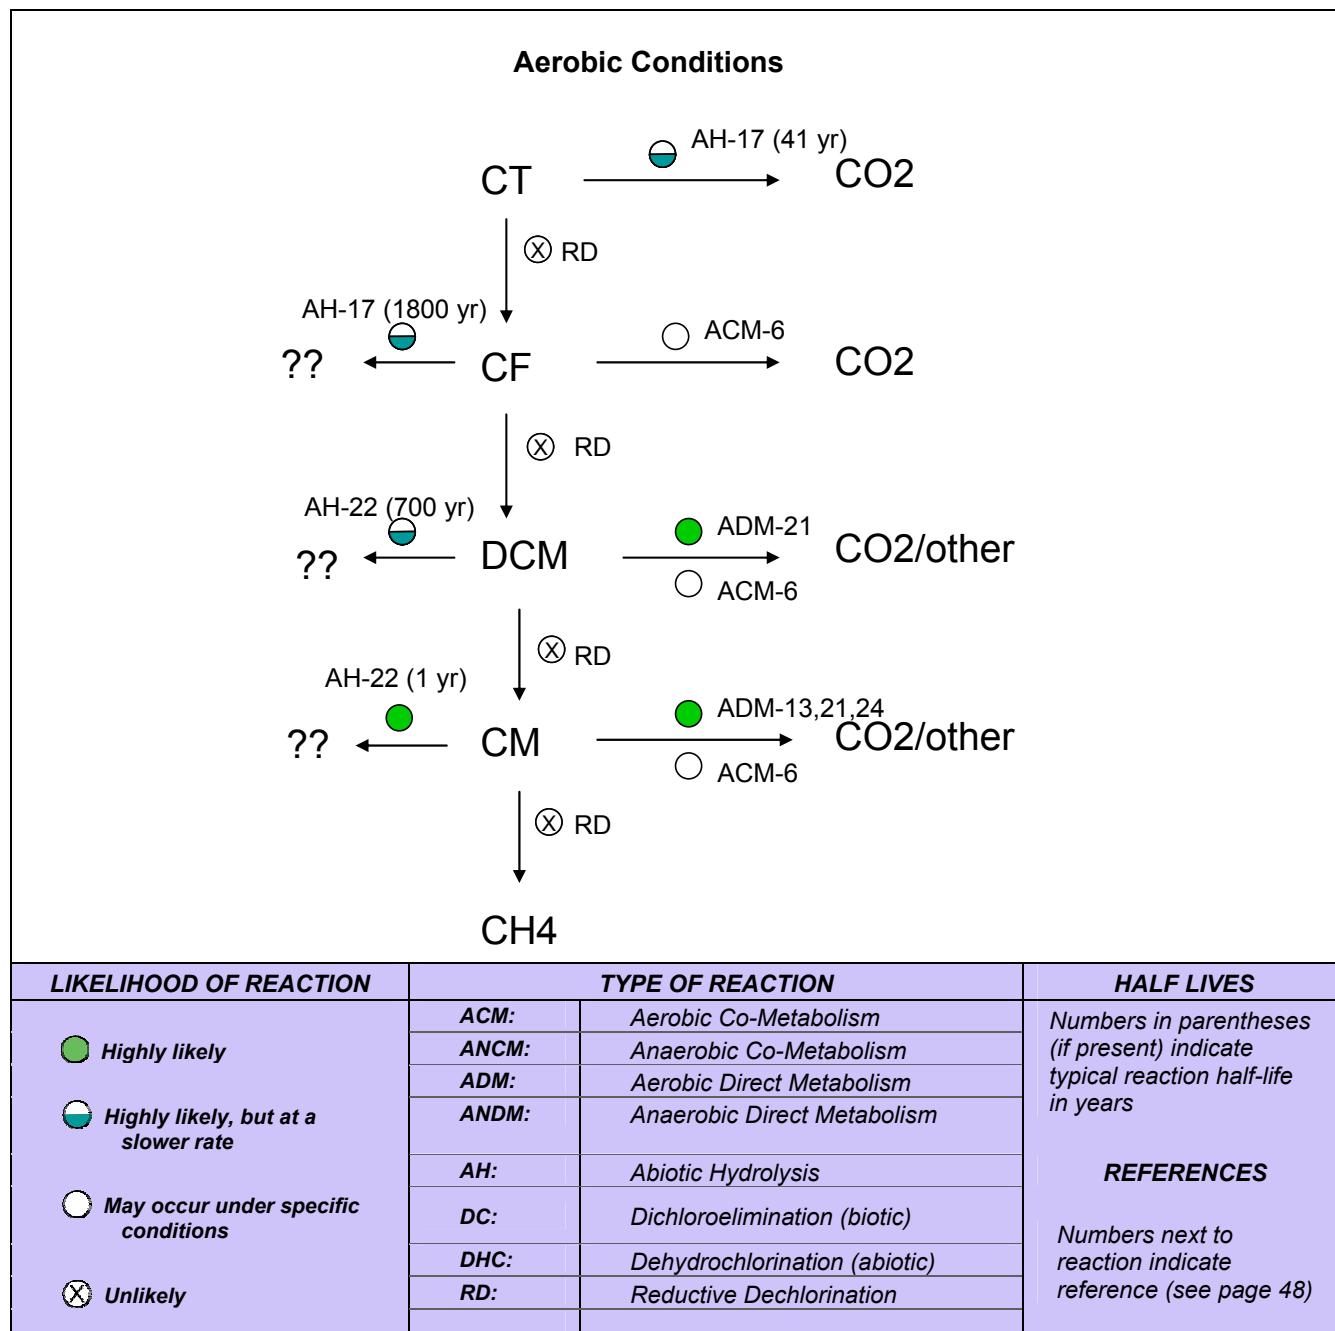 Aerobic Conditions
AH-17 (41 yr)
CT
CO2
X RD
AH-17 (1800 yr)
ACM-6
??
CF
CO2
X RD
AH-22 (700 yr)
ADM-21
??
DCM
CO2/other
ACM-6
X RD
AH-22 (1 yr)
ADM-13,21,24
??
CM
CO2/other
ACM-6
X RD
CH4
LIKELIHOOD OF REACTION
Highly likely
Highly likely, but at a
slower rate
May occur under specific
conditions
X Unlikely
TYPE OF REACTION
ACM: Aerobic Co-Metabolism
ANCM: Anaerobic Co-Metabolism
ADM: Aerobic Direct Metabolism
ANDM: Anaerobic Direct Metabolism
AH: Abiotic Hydrolysis
DC: Dichloroelimination (biotic)
DHC: Dehydrochlorination (abiotic)
RD: Reductive Dechlorination
HALF LIVES
Numbers in parentheses
(if present) indicate
typical reaction half-life
in years
REFERENCES
Numbers next to
reaction indicate
reference (see page 48)